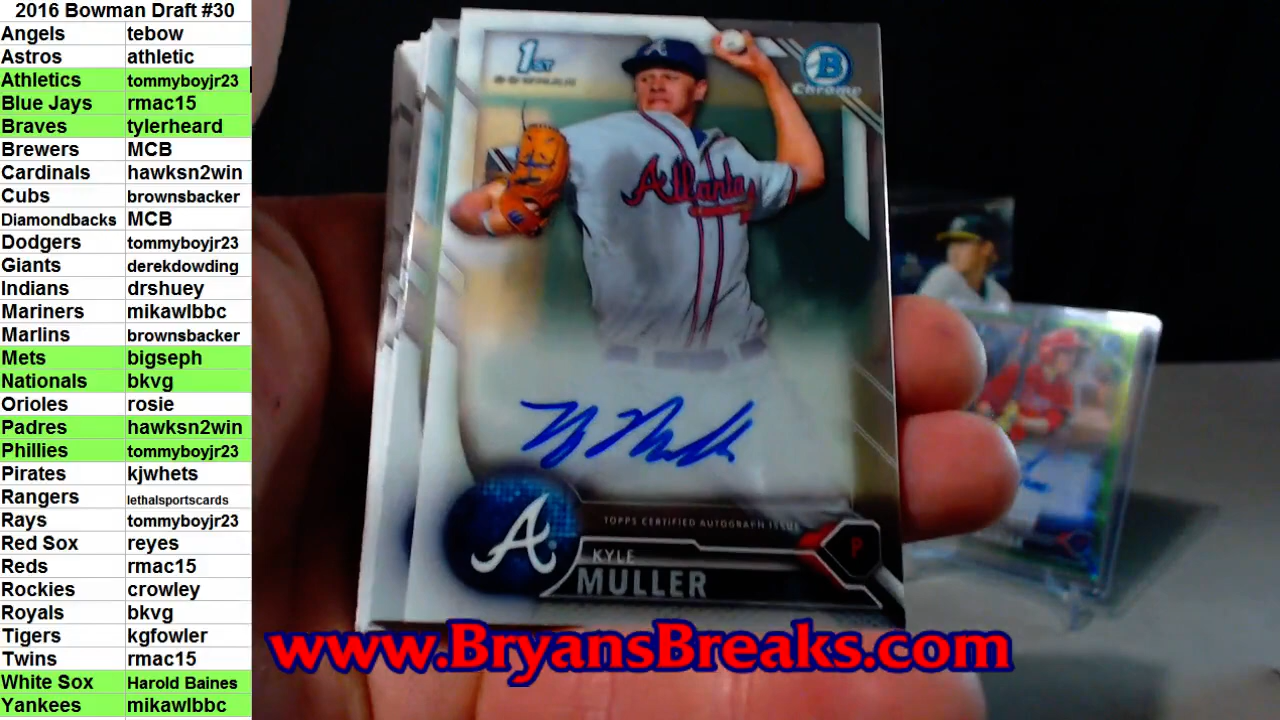 2016 Bowman Draft #30
Angels tebow
Astros athletic
Athletics tommyboyjr23
Blue Jays rmac15
Braves tylerheard
Brewers MCB
Cardinals hawksn2win
Cubs brownsbacker
Diamondbacks MCB
Dodgers tommyboyjr23
Giants derekdowding
Indians drshuey
Mariners mikawlbbc
Marlins brownsbacker
Mets bigseph
Nationals bkvg
Orioles rosie
Padres hawksn2win
Phillies tommyboyjr23
Pirates kjwhets
Rangers lethalsportscards
Rays tommyboyjr23
Red Sox reyes
Reds rmac15
Rockies crowley
Royals bkvg
Tigers kgfowler
Twins rmac15
White Sox Harold Baines
Yankees mikawlbbc
1ST
BOWMAN
B
Chrome
Atlanta
A
TOPPS CERTIFIED AUTOGRAPH ISSUE
KYLE
MULLER
P
www.BryansBreaks.com